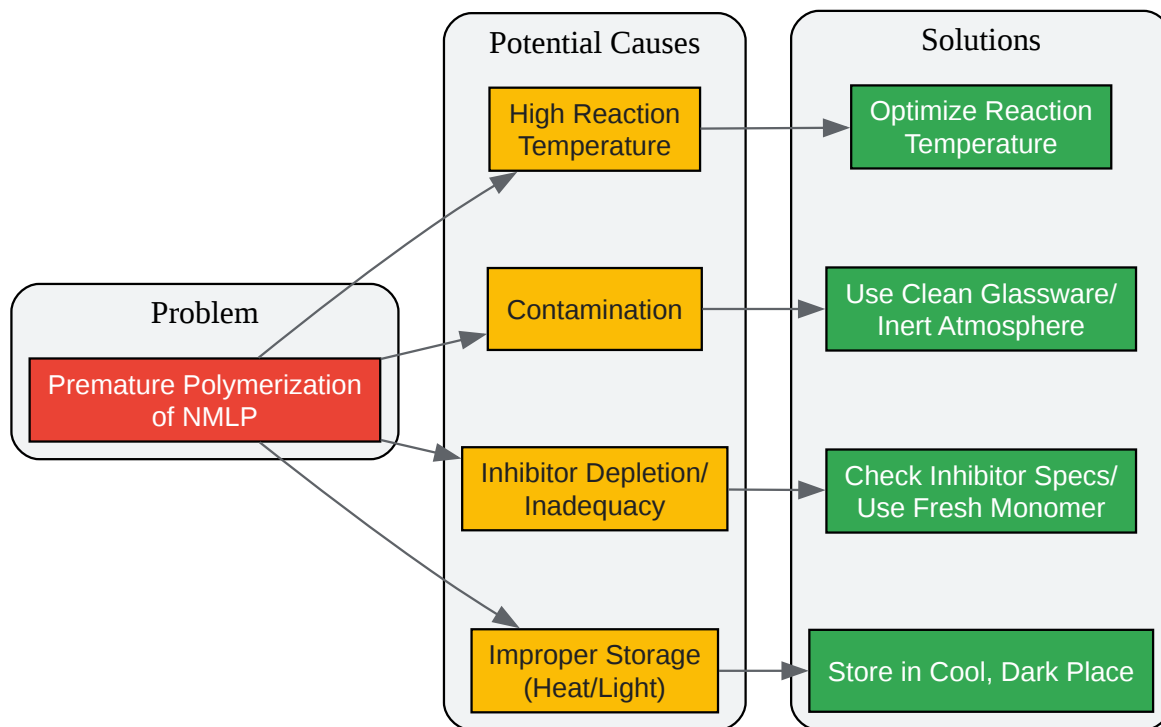 Problem
Premature Polymerization
of NMLP
Potential Causes
High Reaction
Temperature
Contamination
Inhibitor Depletion/
Inadequacy
Improper Storage
(Heat/Light)
Solutions
Optimize Reaction
Temperature
Use Clean Glassware/
Inert Atmosphere
Check Inhibitor Specs/
Use Fresh Monomer
Store in Cool, Dark Place